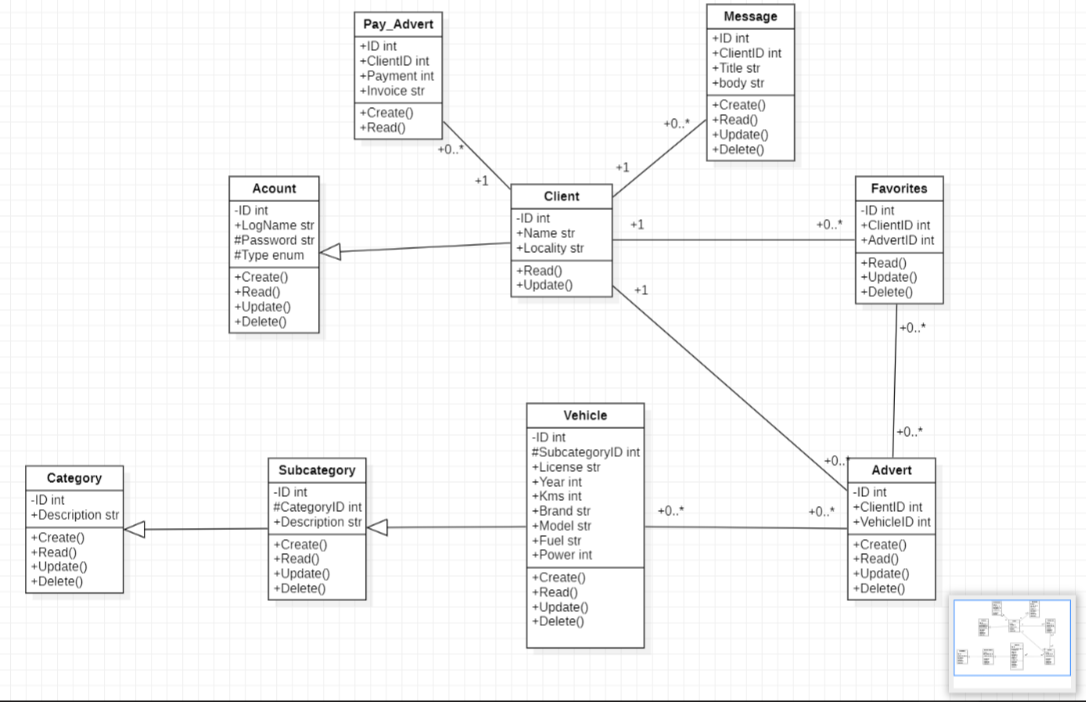 Pay_Advert
+ID int
+ClientID int
+Payment int
+Invoice str
+Create()
+Read()
+0..*
+1
Message
+ID int
+ClientID int
+Title str
+body str
+Create()
+Read()
+Update()
+Delete()
+0..*
+1
Acount
-ID int
+LogName str
#Password str
#Type enum
+Create()
+Read()
+Update()
+Delete()
Client
-ID int
+Name str
+Locality str
+Read()
+Update()
+1
+0..*
+1
Favorites
-ID int
+ClientID int
+AdvertID int
+Read()
+Update()
+Delete()
+0..*
+0..*
Category
-ID int
+Description str
+Create()
+Read()
+Update()
+Delete()
Subcategory
-ID int
#CategoryID int
+Description str
+Create()
+Read()
+Update()
+Delete()
Vehicle
-ID int
#SubcategoryID int
+License str
+Year int
+Kms int
+Brand str
+Model str
+Fuel str
+Power int
+Create()
+Read()
+Update()
+Delete()
+0..*
+0..*
+0..*
Advert
-ID int
+ClientID int
+VehicleID int
+Create()
+Read()
+Update()
+Delete()